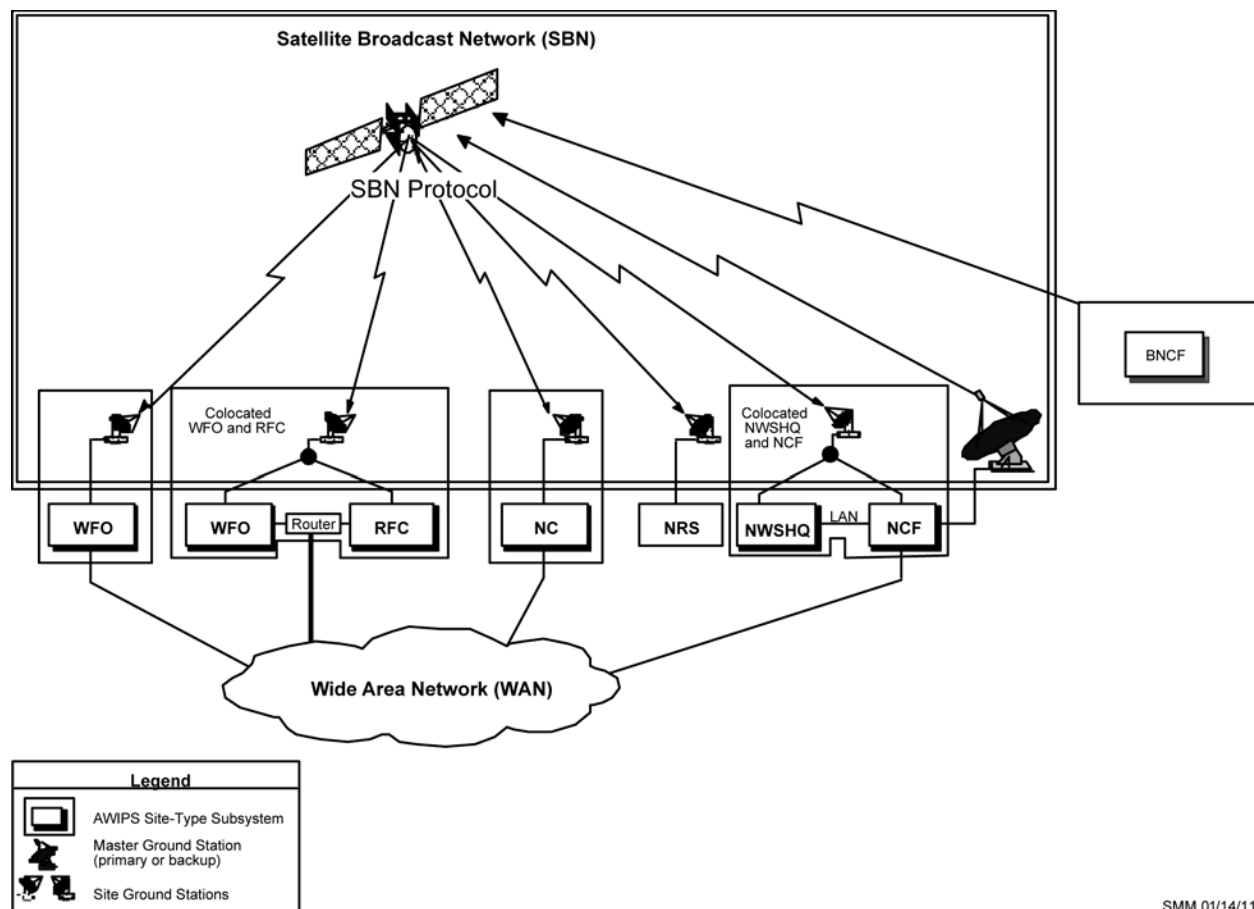 Satellite Broadcast Network (SBN)
SBN Protocol
BNCF
Colocated
WFO and RFC
Colocated
NWSHQ
and NCF
WFO
WFO
Router
RFC
NC
NRS
NWSHQ
LAN
NCF
Wide Area Network (WAN)
Legend
AWIPS Site-Type Subsystem
Master Ground Station
(primary or backup)
Site Ground Stations
SMM 01/14/11